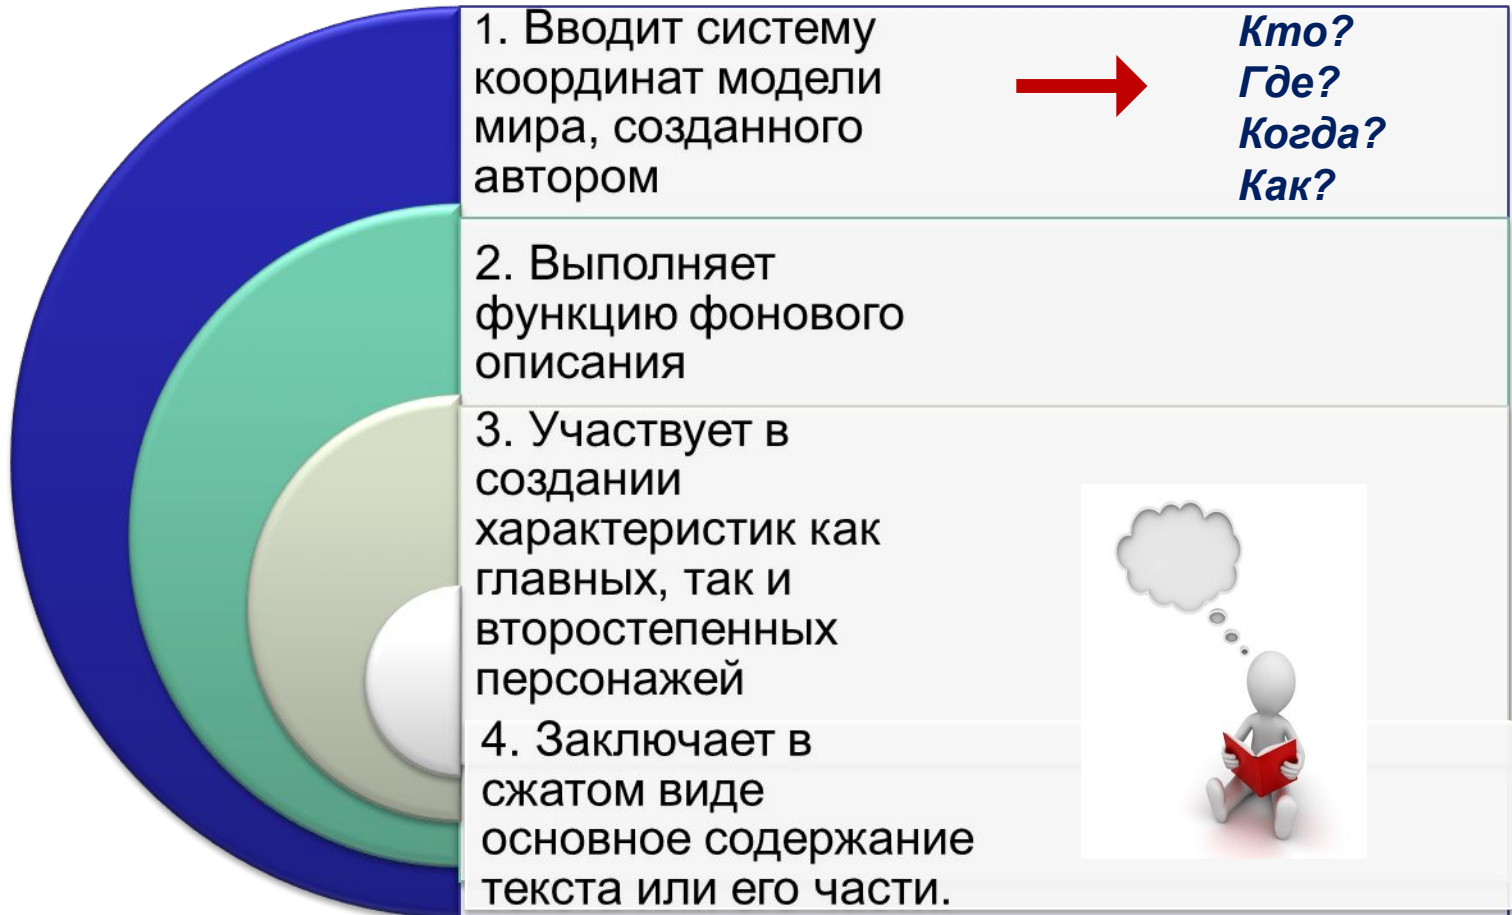 1. Вводит систему
координат модели
мира, созданного
автором
Кто?
Где?
Когда?
Как?
2. Выполняет
функцию фонового
описания
3. Участвует в
создании
характеристик как
главных, так и
второстепенных
персонажей
4. Заключает в
сжатом виде
основное содержание
текста или его части.